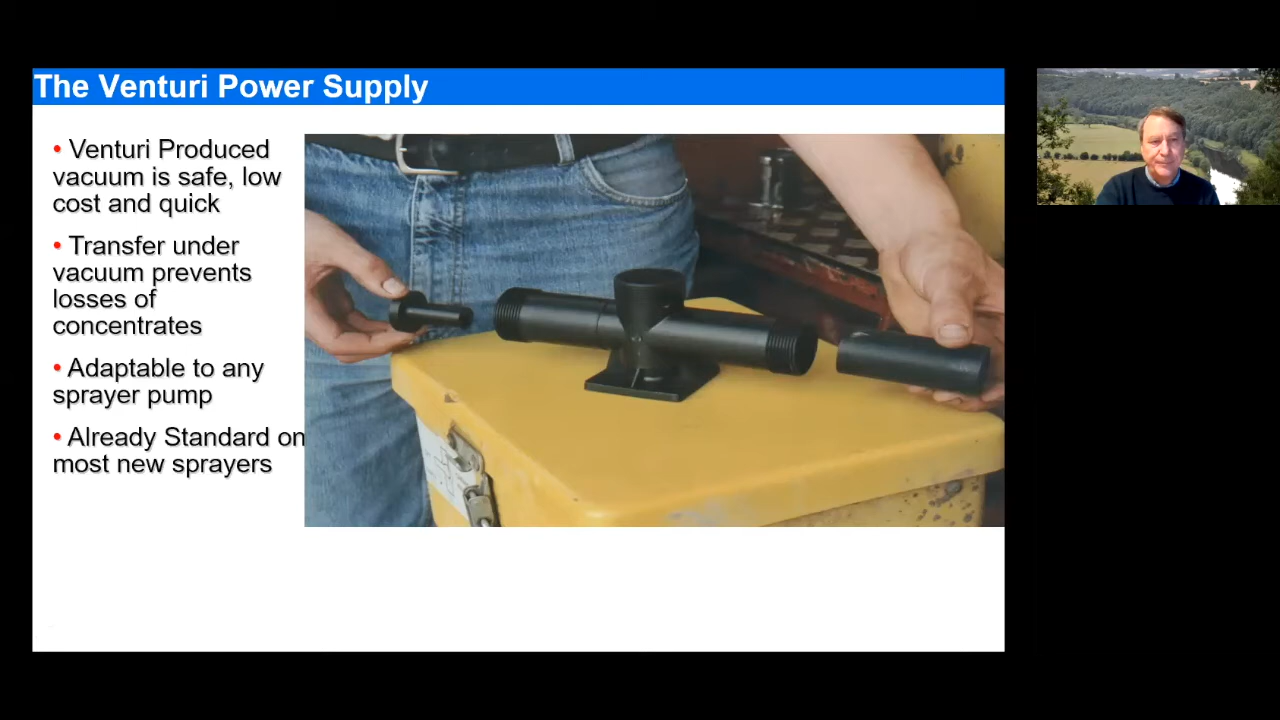 The Venturi Power Supply
• Venturi Produced
vacuum is safe, low
cost and quick
• Transfer under
vacuum prevents
losses of
concentrates
• Adaptable to any
sprayer pump
• Already Standard on
most new sprayers